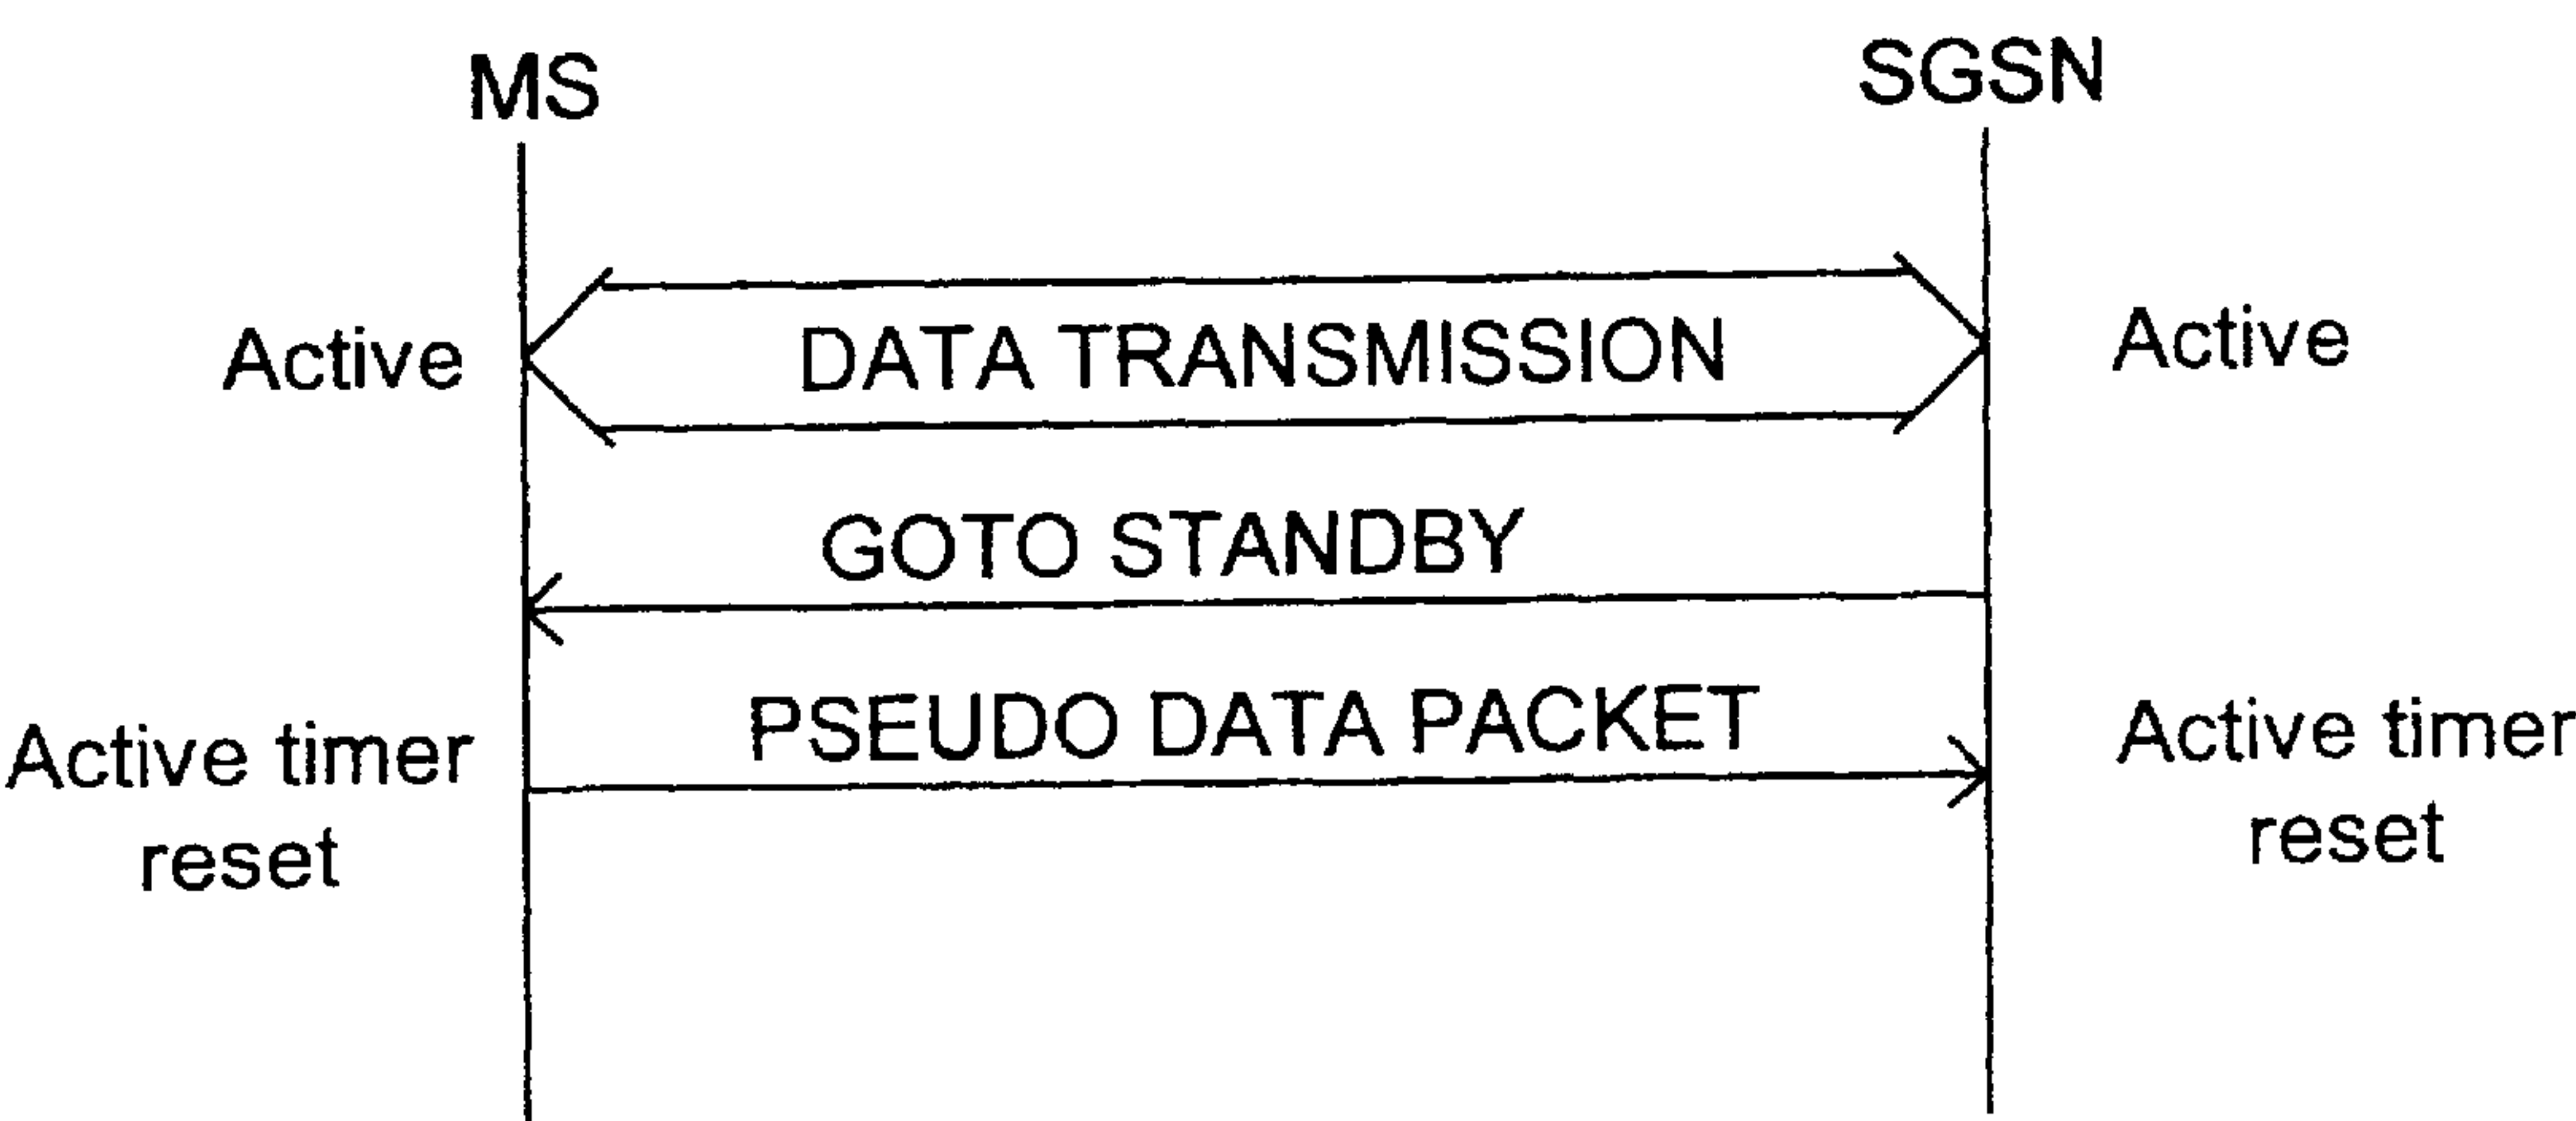 MS
SGSN
Active
DATA TRANSMISSION
Active
GOTO STANDBY
PSEUDO DATA PACKET
Active timer
reset
Active timer
reset